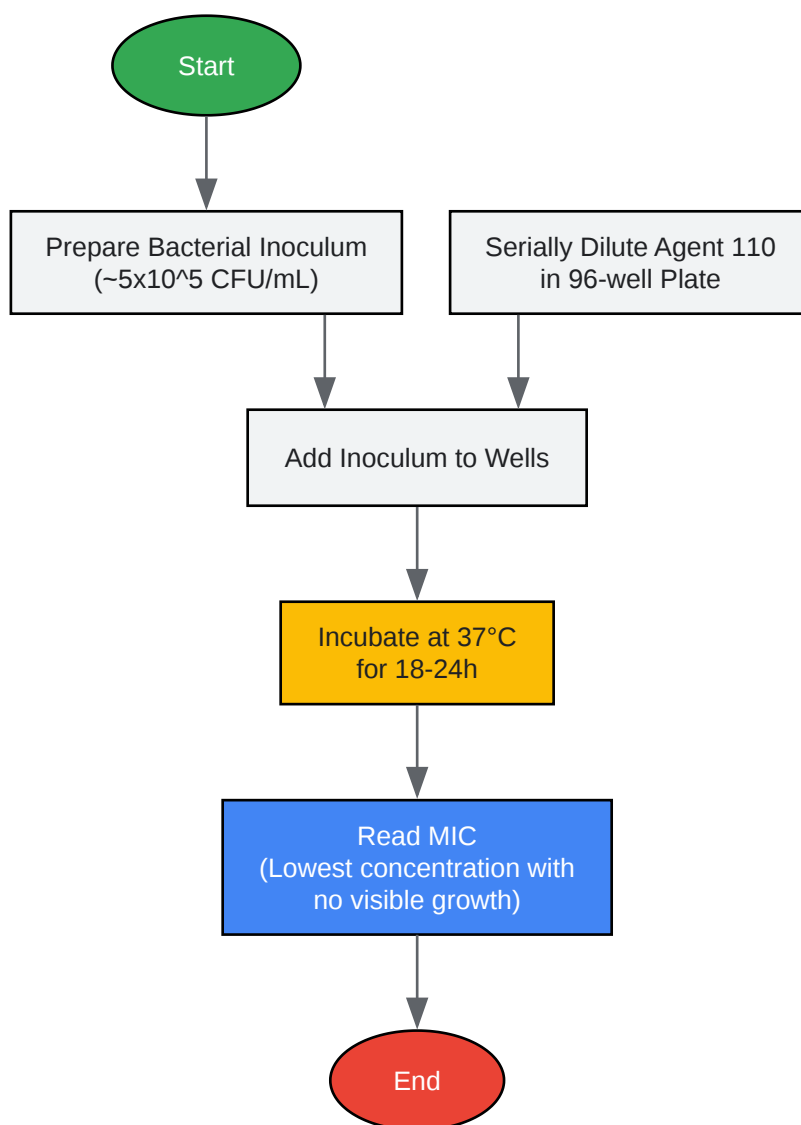 Start
Prepare Bacterial Inoculum
(~5x10^5 CFU/mL)
Serially Dilute Agent 110
in 96-well Plate
Add Inoculum to Wells
Incubate at 37°C
for 18-24h
Read MIC
(Lowest concentration with
no visible growth)
End